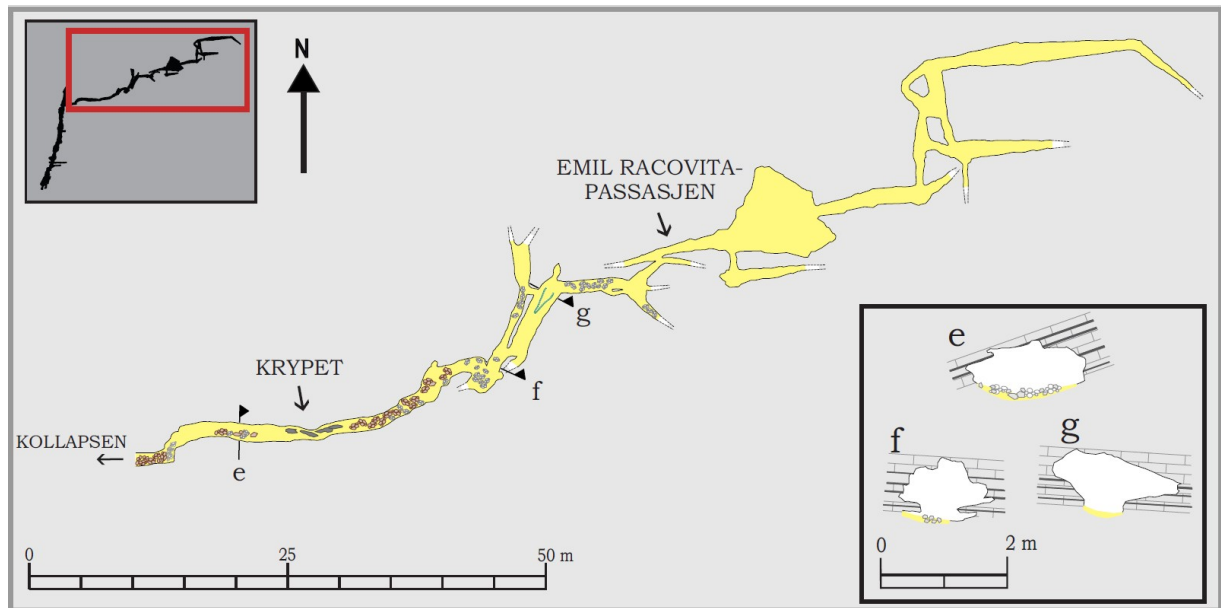 N
EMIL RACOVITA-
PASSASJEN
g
f
KRYPET
KOLLAPSEN
e
0 25 50 m
e
f
g
0 2 m